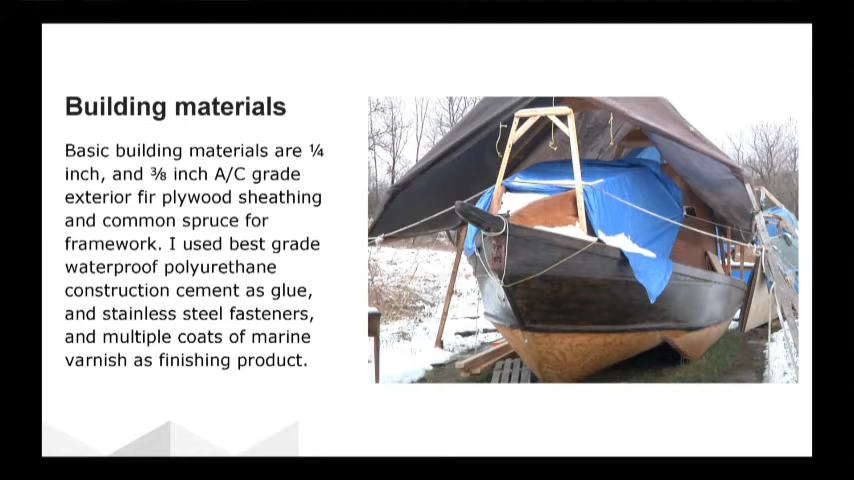 Building materials
Basic building materials are ¼
inch, and ⅜ inch A/C grade
exterior fir plywood sheathing
and common spruce for
framework. I used best grade
waterproof polyurethane
construction cement as glue,
and stainless steel fasteners,
and multiple coats of marine
varnish as finishing product.